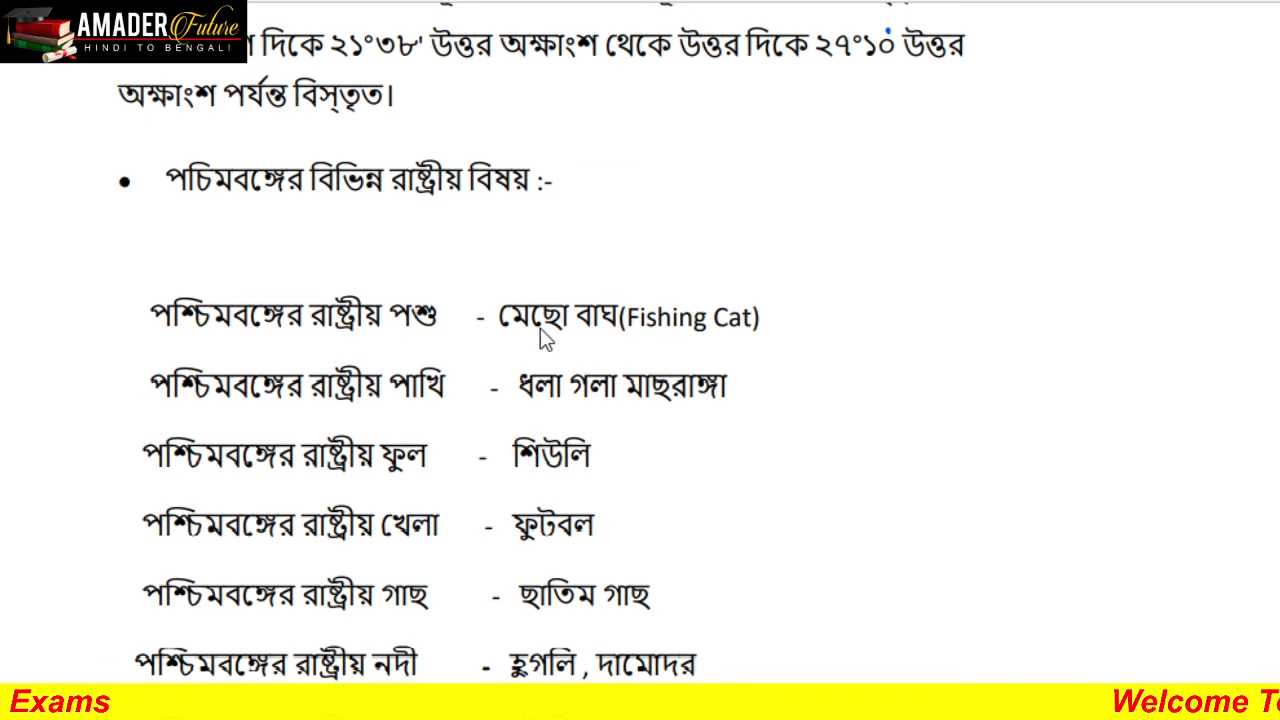 AMADER Future
HINDI TO BENGALI
দিকে ২১°৩৮' উত্তর অক্ষাংশ থেকে উত্তর দিকে ২৭°১০ উত্তর
অক্ষাংশ পর্যন্ত বিস্তৃত।
• পচিমবঙ্গের বিভিন্ন রাষ্ট্রীয় বিষয় :-
পশ্চিমবঙ্গের রাষ্ট্রীয় পশু - মেছো বাঘ(Fishing Cat)
পশ্চিমবঙ্গের রাষ্ট্রীয় পাখি - ধলা গলা মাছরাঙ্গা
পশ্চিমবঙ্গের রাষ্ট্রীয় ফুল - শিউলি
পশ্চিমবঙ্গের রাষ্ট্রীয় খেলা - ফুটবল
পশ্চিমবঙ্গের রাষ্ট্রীয় গাছ - ছাতিম গাছ
পশ্চিমবঙ্গের রাষ্ট্রীয় নদী - হুগলি , দামোদর
Exams Welcome